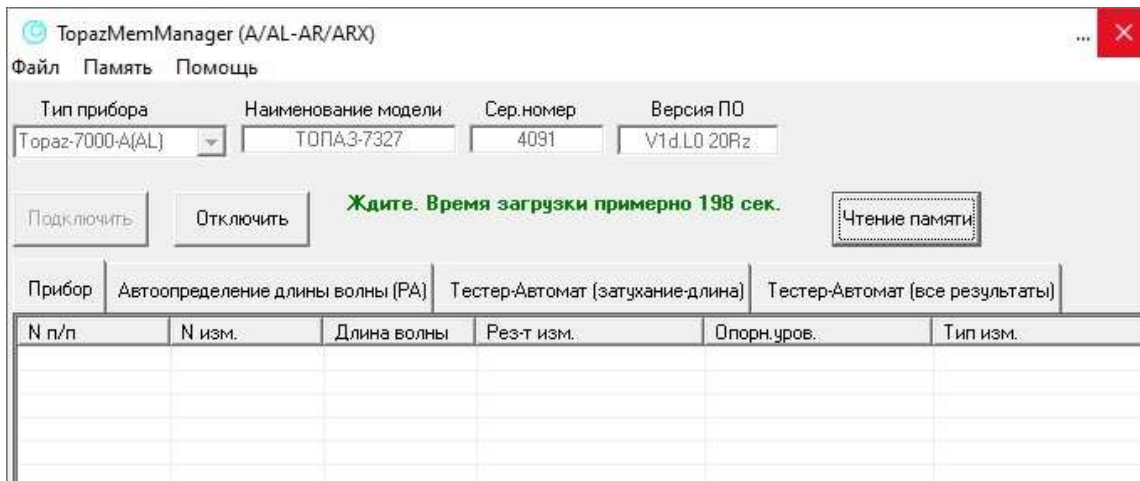 TopazMemManager (A/AL-AR/ARX) ...
Файл Память Помощь
Тип прибора Наименование модели Сер.номер Версия ПО
Topaz-7000-A(AL) ТОПАЗ-7327 4091 V1d.L0 20Rz
Подключить Отключить Ждите. Время загрузки примерно 198 сек. Чтение памяти
Прибор Автоопределение длины волны (PA) Тестер-Автомат (затухание-длина) Тестер-Автомат (все результаты)
N п/п N изм. Длина волны Рез-т изм. Опорн.уров. Тип изм.